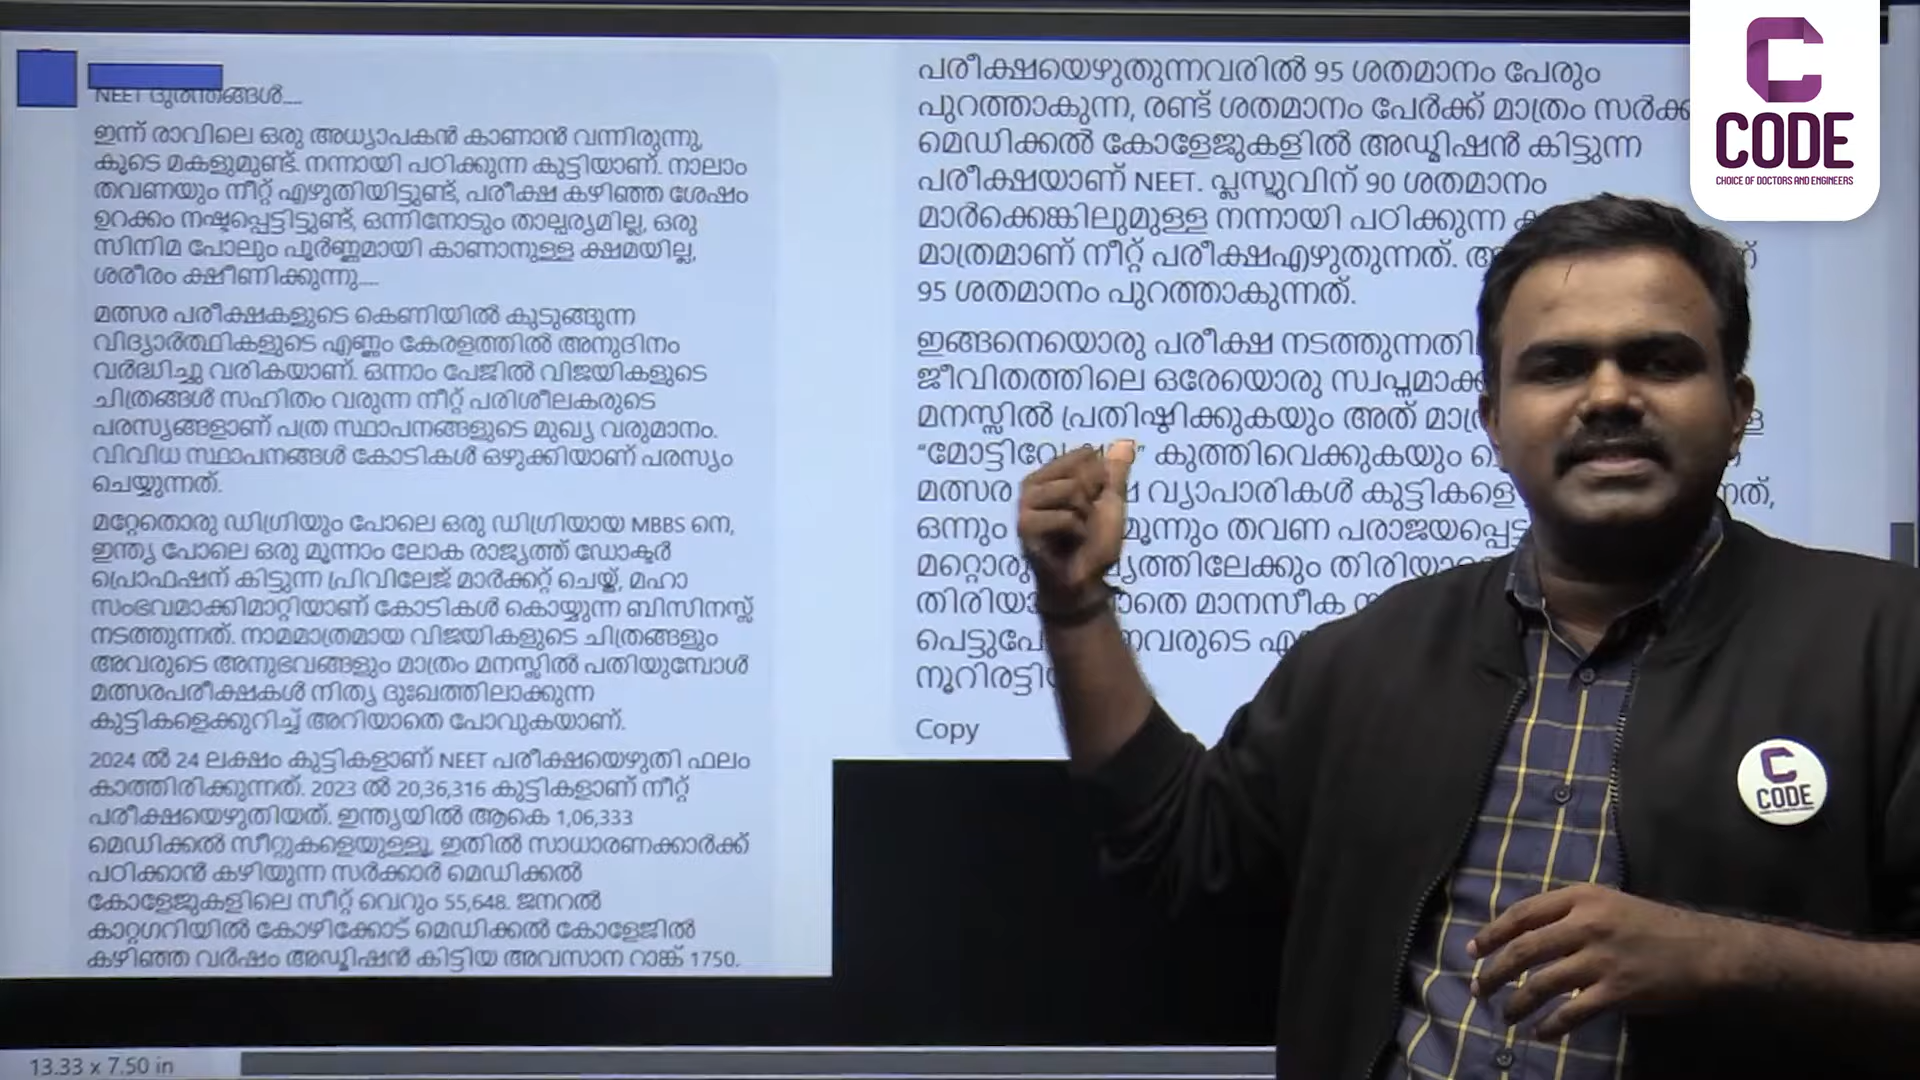 NEET ദുരന്തങ്ങൾ....
ഇന്ന് രാവിലെ ഒരു അധ്യാപകൻ കാണാൻ വന്നിരുന്നു,
കൂടെ മകളുമുണ്ട്. നന്നായി പഠിക്കുന്ന കുട്ടിയാണ്. നാലാം
തവണയും നീറ്റ് എഴുതിയിട്ടുണ്ട്, പരീക്ഷ കഴിഞ്ഞ ശേഷം
ഉറക്കം നഷ്ടപ്പെട്ടിട്ടുണ്ട്, ഒന്നിനോടും താല്പര്യമില്ല, ഒരു
സിനിമ പോലും പൂർണ്ണമായി കാണാനുള്ള ക്ഷമയില്ല,
ശരീരം ക്ഷീണിക്കുന്നു....
മത്സര പരീക്ഷകളുടെ കെണിയിൽ കുടുങ്ങുന്ന
വിദ്യാർത്ഥികളുടെ എണ്ണം കേരളത്തിൽ അനുദിനം
വർദ്ധിച്ചു വരികയാണ്. ഒന്നാം പേജിൽ വിജയികളുടെ
ചിത്രങ്ങൾ സഹിതം വരുന്ന നീറ്റ് പരിശീലകരുടെ
പരസ്യങ്ങളാണ് പത്ര സ്ഥാപനങ്ങളുടെ മുഖ്യ വരുമാനം.
വിവിധ സ്ഥാപനങ്ങൾ കോടികൾ ഒഴുക്കിയാണ് പരസ്യം
ചെയ്യുന്നത്.
മറ്റേതൊരു ഡിഗ്രിയും പോലെ ഒരു ഡിഗ്രിയായ MBBS നെ,
ഇന്ത്യ പോലെ ഒരു മൂന്നാം ലോക രാജ്യത്ത് ഡോക്ടർ
പ്രൊഫഷന് കിട്ടുന്ന പ്രിവിലേജ് മാർക്കറ്റ് ചെയ്ത്, മഹാ
സംഭവമാക്കിമാറ്റിയാണ് കോടികൾ കൊയ്യുന്ന ബിസിനസ്സ്
നടത്തുന്നത്. നാമമാത്രമായ വിജയികളുടെ ചിത്രങ്ങളും
അവരുടെ അനുഭവങ്ങളും മാത്രം മനസ്സിൽ പതിയുമ്പോൾ
മത്സരപരീക്ഷകൾ നിത്യ ദുഃഖത്തിലാക്കുന്ന
കുട്ടികളെക്കുറിച്ച് അറിയാതെ പോവുകയാണ്.
2024 ൽ 24 ലക്ഷം കുട്ടികളാണ് NEET പരീക്ഷയെഴുതി ഫലം
കാത്തിരിക്കുന്നത്. 2023 ൽ 20,36,316 കുട്ടികളാണ് നീറ്റ്
പരീക്ഷയെഴുതിയത്. ഇന്ത്യയിൽ ആകെ 1,06,333
മെഡിക്കൽ സീറ്റുകളെയുള്ളൂ. ഇതിൽ സാധാരണക്കാർക്ക്
പഠിക്കാൻ കഴിയുന്ന സർക്കാർ മെഡിക്കൽ
കോളേജുകളിലെ സീറ്റ് വെറും 55,648. ജനറൽ
കാറ്റഗറിയിൽ കോഴിക്കോട് മെഡിക്കൽ കോളേജിൽ
കഴിഞ്ഞ വർഷം അഡ്മിഷൻ കിട്ടിയ അവസാന റാങ്ക് 1750.
പരീക്ഷയെഴുതുന്നവരിൽ 95 ശതമാനം പേരും
പുറത്താകുന്ന, രണ്ട് ശതമാനം പേർക്ക് മാത്രം
മെഡിക്കൽ കോളേജുകളിൽ അഡ്മിഷൻ കിട്ടുന്ന
പരീക്ഷയാണ് NEET. പ്ലസ്ടുവിന് 90 ശതമാനം
മാർക്കെങ്കിലുമുള്ള നന്നായി പഠിക്കുന്ന
മാത്രമാണ് നീറ്റ് പരീക്ഷഎഴുതുന്നത്.
95 ശതമാനം പുറത്താകുന്നത്.
ഇങ്ങനെയൊരു പരീക്ഷ
ജീവിതത്തിലെ ഒരേയൊരു
മനസ്സിൽ പ്രതിഷ്ഠിക്കുകയും അത്
കുത്തിവെക്കുകയും
മത്സര വ്യാപാരികൾ
ഒന്നും മൂന്നും തവണ
Copy
13.33 x 7.50 in
C
CODE
CHOICE OF DOCTORS AND ENGINEERS
C
CODE